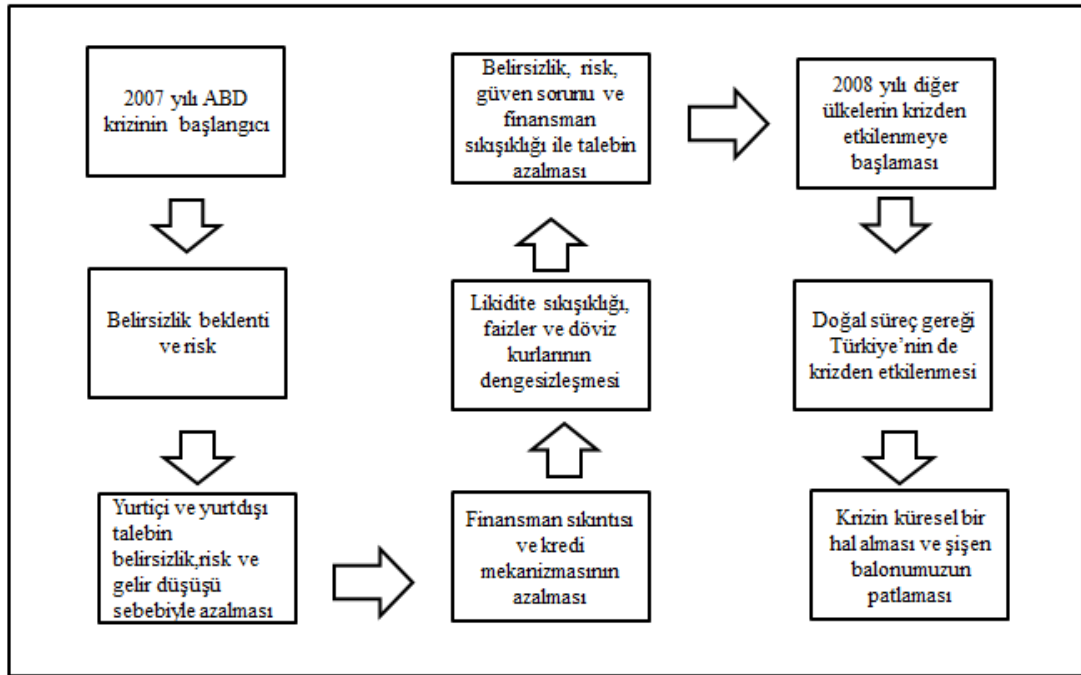 2007 yılı ABD
krizinin başlangıcı
Belirsizlik beklenti
ve risk
Yurtiçi ve yurtdışı
talebin
belirsizlik,risk ve
gelir düşüşü
sebebiyle azalması
Finansman sıkıntısı
ve kredi
mekanizmasının
azalması
Likidite sıkışıklığı,
faizler ve döviz
kurlarının
dengesizleşmesi
Belirsizlik, risk,
güven sorunu ve
finansman
sıkışıklığı ile talebin
azalması
2008 yılı diğer
ülkelerin krizden
etkilenmeye
başlaması
Doğal süreç gereği
Türkiye’nin de
krizden etkilenmesi
Krizin küresel bir
hal alması ve şişen
balonumuzun
patlaması